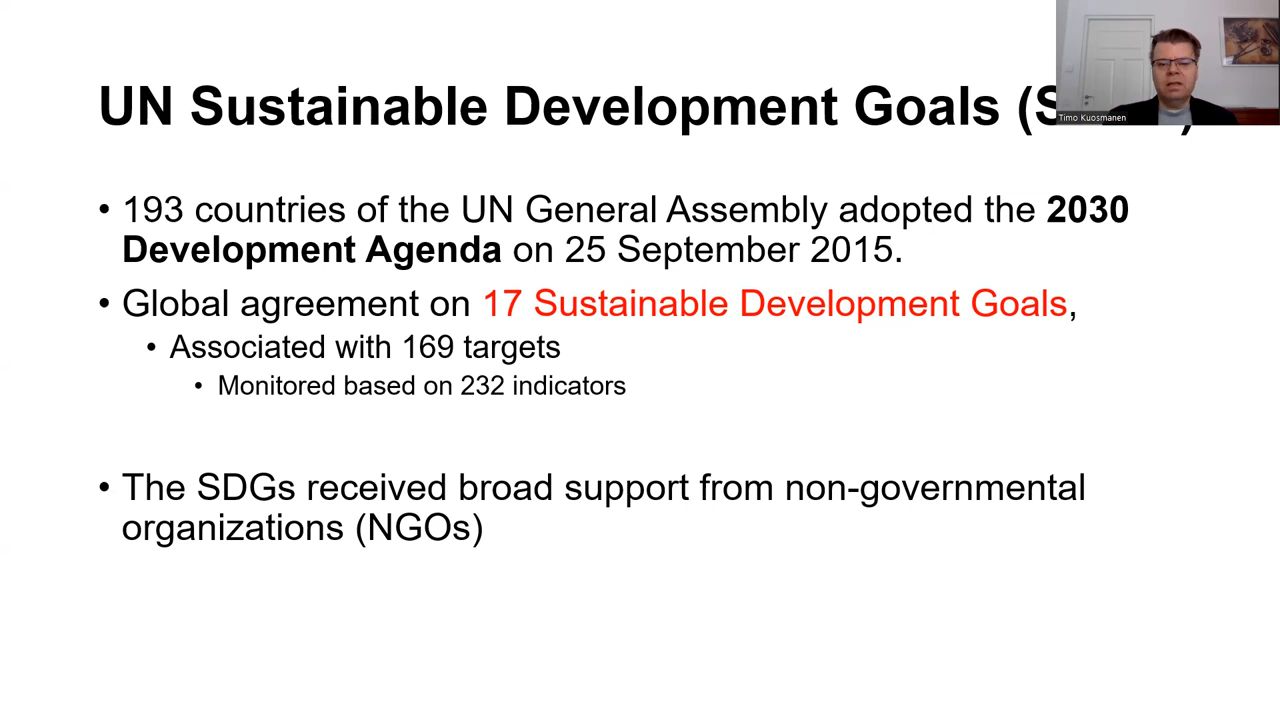 UN Sustainable Development Goals (S )
• 193 countries of the UN General Assembly adopted the 2030
Development Agenda on 25 September 2015.
• Global agreement on 17 Sustainable Development Goals,
• Associated with 169 targets
• Monitored based on 232 indicators
• The SDGs received broad support from non-governmental
organizations (NGOs)
Timo Kuosmanen